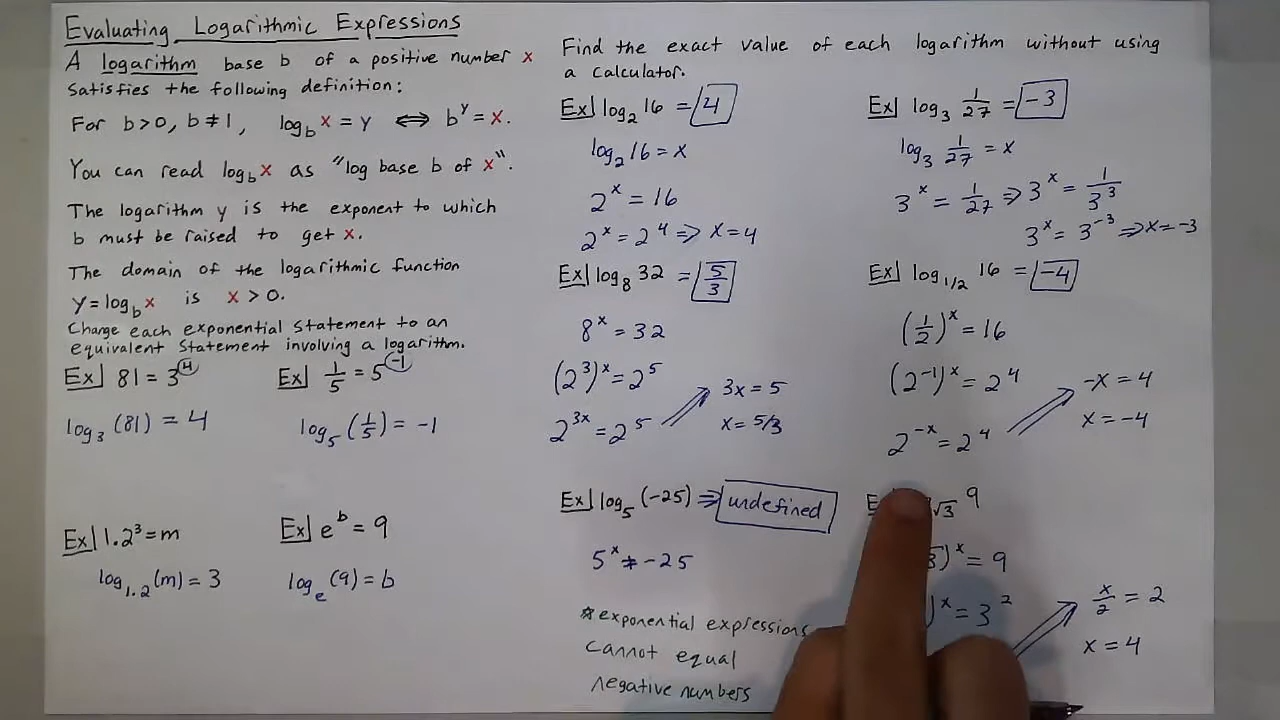 Evaluating Logarithmic Expressions
A logarithm base b of a positive number x
satisfies the following definition:
For b>0, b≠1, log_b x = y ⟺ b^y = x.
You can read log_b x as "log base b of x".
The logarithm y is the exponent to which
b must be raised to get x.
The domain of the logarithmic function
y = log_b x is x > 0.
Change each exponential statement to an
equivalent statement involving a logarithm.
Ex| 81 = 3^4
log_3 (81) = 4
Ex| 1/5 = 5^-1
log_5 (1/5) = -1
Ex| 1.2^3 = m
log_1.2 (m) = 3
Ex| e^b = 9
log_e (9) = b
Find the exact value of each logarithm without using
a calculator.
Ex| log_2 16 = 4
log_2 16 = x
2^x = 16
2^x = 2^4 ⇒ x = 4
Ex| log_8 32 = 5/3
8^x = 32
(2^3)^x = 2^5
2^3x = 2^5
3x = 5
x = 5/3
Ex| log_5 (-25) ⇒ undefined
5^x ≠ -25
*exponential expressions
cannot equal
negative numbers
Ex| log_3 1/27 = -3
log_3 1/27 = x
3^x = 1/27 ⇒ 3^x = 1/3^3
3^x = 3^-3 ⇒ x = -3
Ex| log_1/2 16 = -4
(1/2)^x = 16
(2^-1)^x = 2^4
2^-x = 2^4
-x = 4
x = -4
√3 9
)^x = 9
)^x = 3^2
x/2 = 2
x = 4